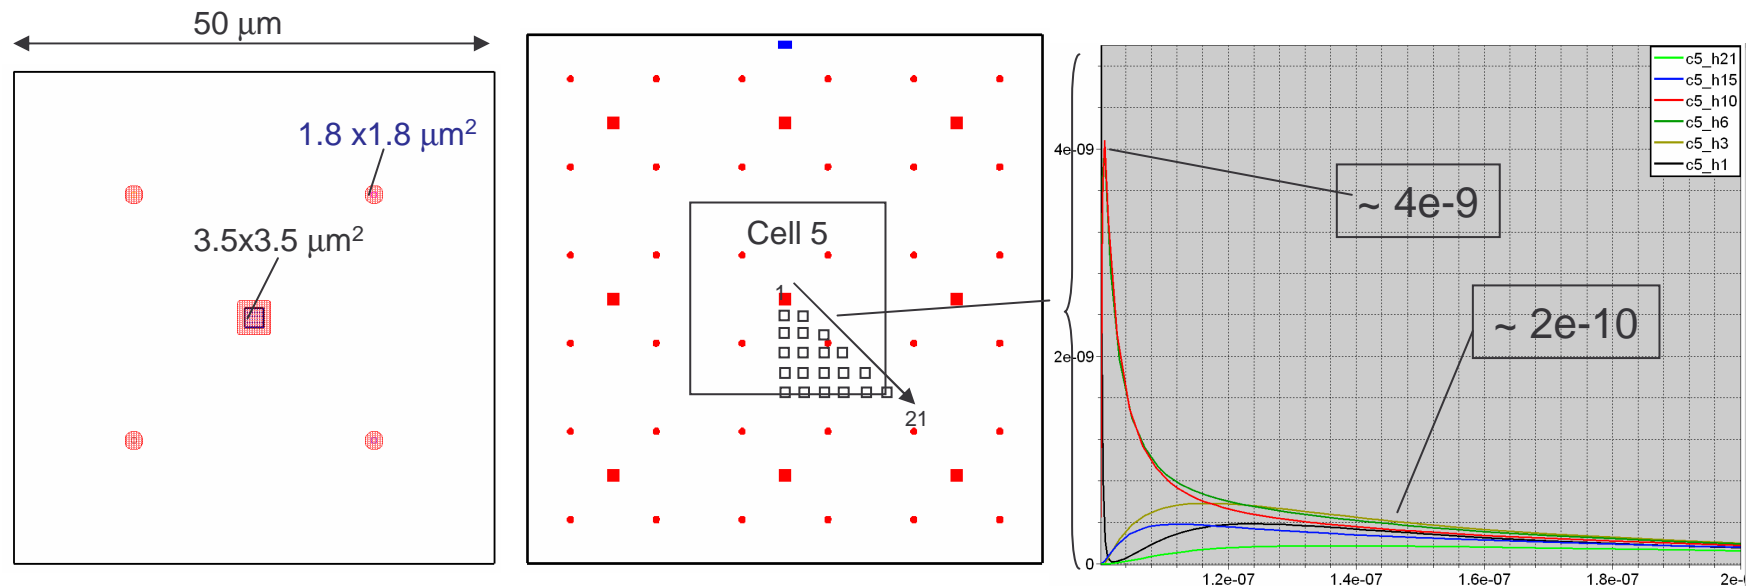 50 μm
1.8 x1.8 μm²
3.5x3.5 μm²
Cell 5
1
21
c5_h21
c5_h15
c5_h10
c5_h6
c5_h3
c5_h1
4e-09
2e-09
0
~ 4e-9
~ 2e-10
1.2e-07
1.4e-07
1.6e-07
1.8e-07